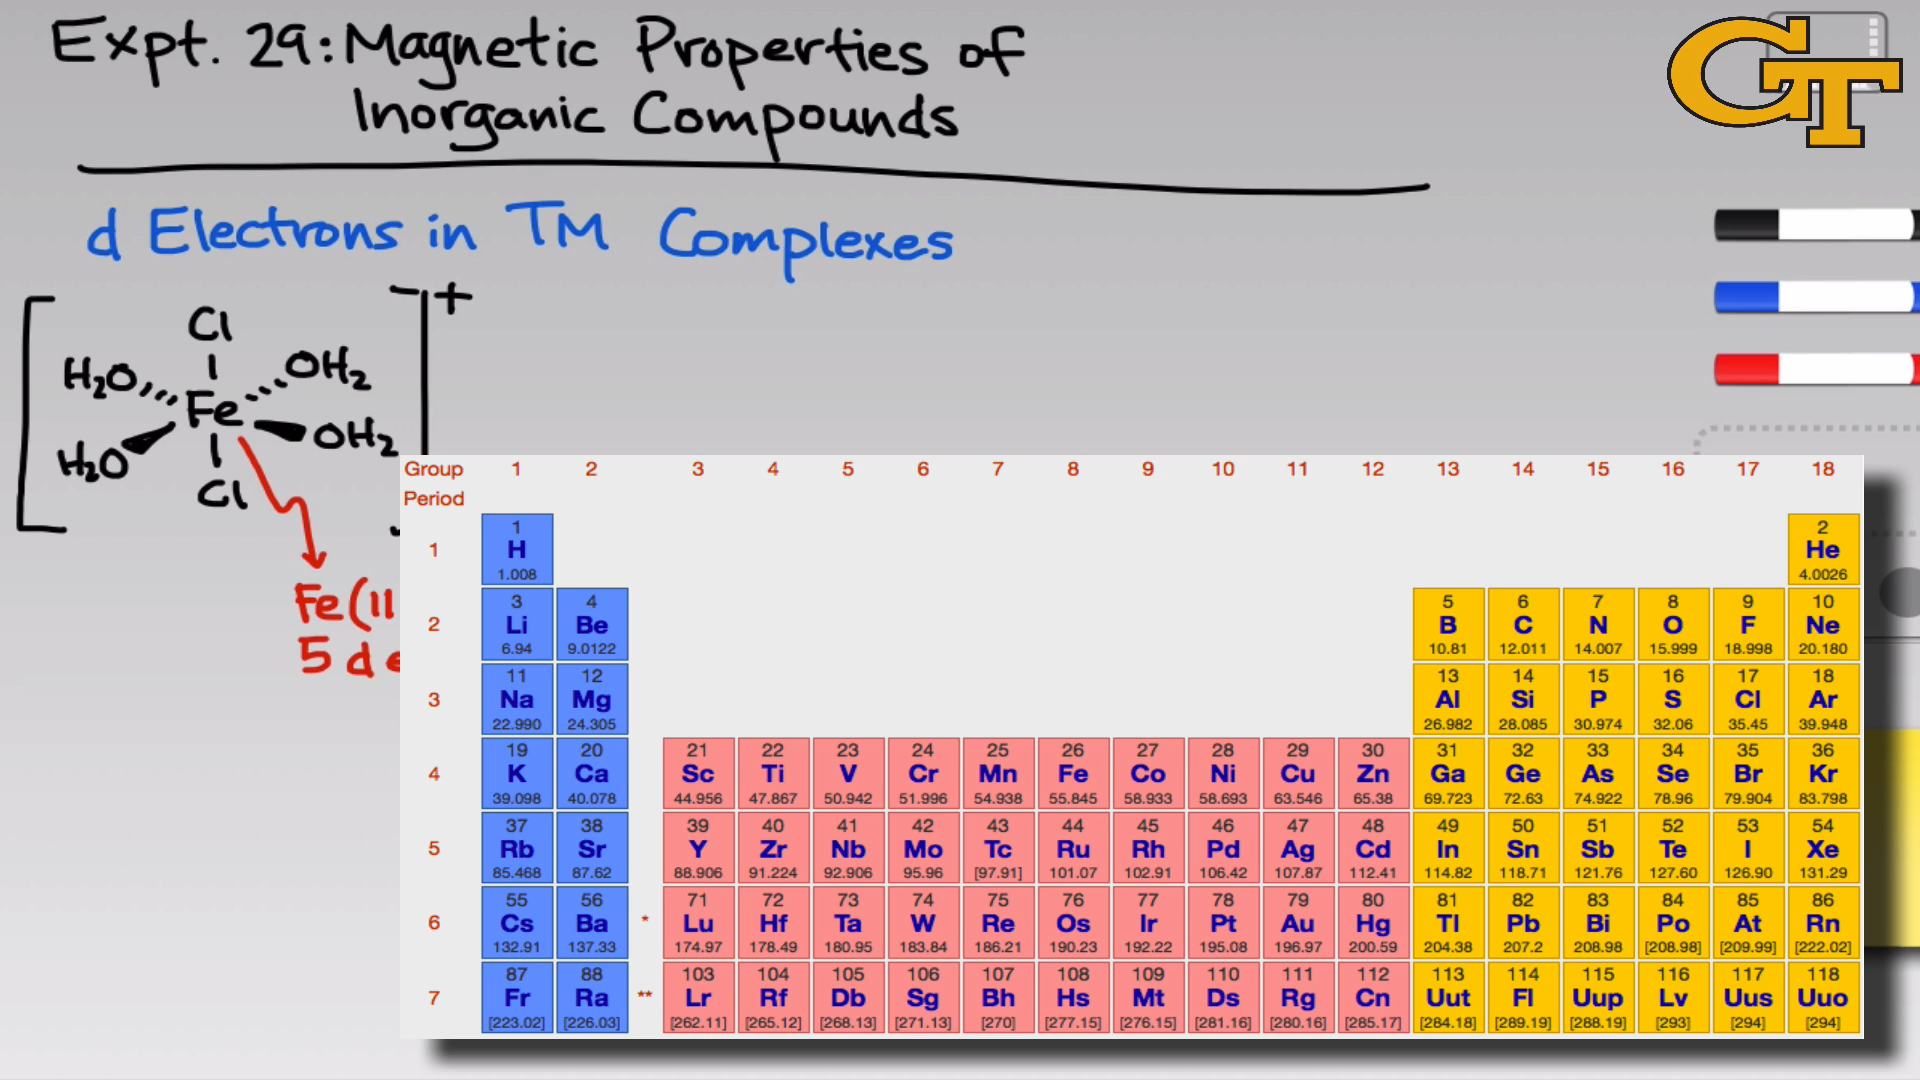 Expt. 29: Magnetic Properties of
Inorganic Compounds
GT
d Electrons in TM Complexes
+
Cl
H₂O OH₂
Fe
H₂O OH₂
Cl
Fe(II
5 d e
Group 1 2 3 4 5 6 7 8 9 10 11 12 13 14 15 16 17 18
Period
1 2
1 H He
1.008 4.0026
3 4 5 6 7 8 9 10
2 Li Be B C N O F Ne
6.94 9.0122 10.81 12.011 14.007 15.999 18.998 20.180
11 12 13 14 15 16 17 18
3 Na Mg Al Si P S Cl Ar
22.990 24.305 26.982 28.085 30.974 32.06 35.45 39.948
19 20 21 22 23 24 25 26 27 28 29 30 31 32 33 34 35 36
4 K Ca Sc Ti V Cr Mn Fe Co Ni Cu Zn Ga Ge As Se Br Kr
39.098 40.078 44.956 47.867 50.942 51.996 54.938 55.845 58.933 58.693 63.546 65.38 69.723 72.63 74.922 78.96 79.904 83.798
37 38 39 40 41 42 43 44 45 46 47 48 49 50 51 52 53 54
5 Rb Sr Y Zr Nb Mo Tc Ru Rh Pd Ag Cd In Sn Sb Te I Xe
85.468 87.62 88.906 91.224 92.906 95.96 [97.91] 101.07 102.91 106.42 107.87 112.41 114.82 118.71 121.76 127.60 126.90 131.29
55 56 71 72 73 74 75 76 77 78 79 80 81 82 83 84 85 86
6 Cs Ba * Lu Hf Ta W Re Os Ir Pt Au Hg Tl Pb Bi Po At Rn
132.91 137.33 174.97 178.49 180.95 183.84 186.21 190.23 192.22 195.08 196.97 200.59 204.38 207.2 208.98 [208.98] [209.99] [222.02]
87 88 103 104 105 106 107 108 109 110 111 112 113 114 115 116 117 118
7 Fr Ra ** Lr Rf Db Sg Bh Hs Mt Ds Rg Cn Uut Fl Uup Lv Uus Uuo
[223.02] [226.03] [262.11] [265.12] [268.13] [271.13] [270] [277.15] [276.15] [281.16] [280.16] [285.17] [284.18] [289.19] [288.19] [293] [294] [294]